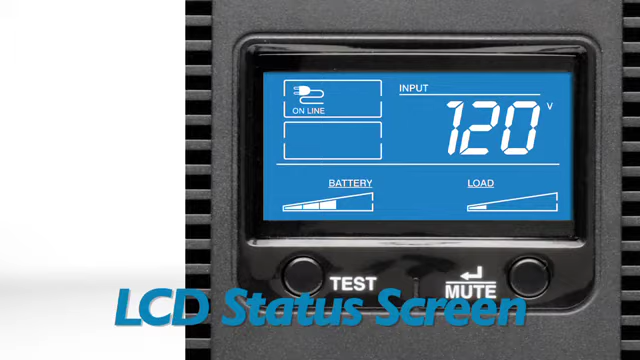 INPUT
ON LINE
120 V
BATTERY
LOAD
TEST
MUTE
LCD Status Screen